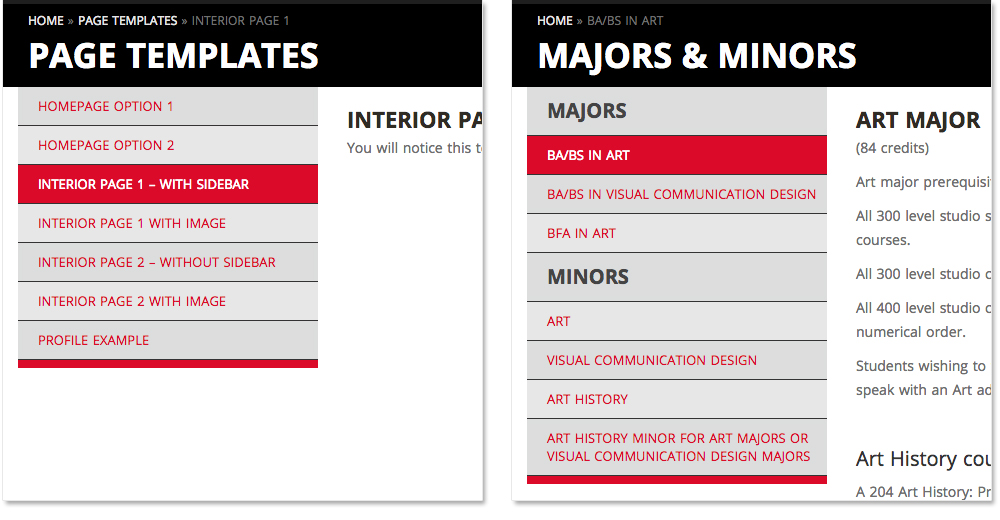 HOME » PAGE TEMPLATES » INTERIOR PAGE 1
PAGE TEMPLATES
HOMEPAGE OPTION 1
HOMEPAGE OPTION 2
INTERIOR PAGE 1 – WITH SIDEBAR
INTERIOR PAGE 1 WITH IMAGE
INTERIOR PAGE 2 – WITHOUT SIDEBAR
INTERIOR PAGE 2 WITH IMAGE
PROFILE EXAMPLE
INTERIOR PA
You will notice this t
HOME » BA/BS IN ART
MAJORS & MINORS
MAJORS
BA/BS IN ART
BA/BS IN VISUAL COMMUNICATION DESIGN
BFA IN ART
MINORS
ART
VISUAL COMMUNICATION DESIGN
ART HISTORY
ART HISTORY MINOR FOR ART MAJORS OR
VISUAL COMMUNICATION DESIGN MAJORS
ART MAJOR
(84 credits)
Art major prerequisi
All 300 level studio s
courses.
All 300 level studio c
All 400 level studio c
numerical order.
Students wishing to
speak with an Art ad
Art History cou
A 204 Art History: Pr